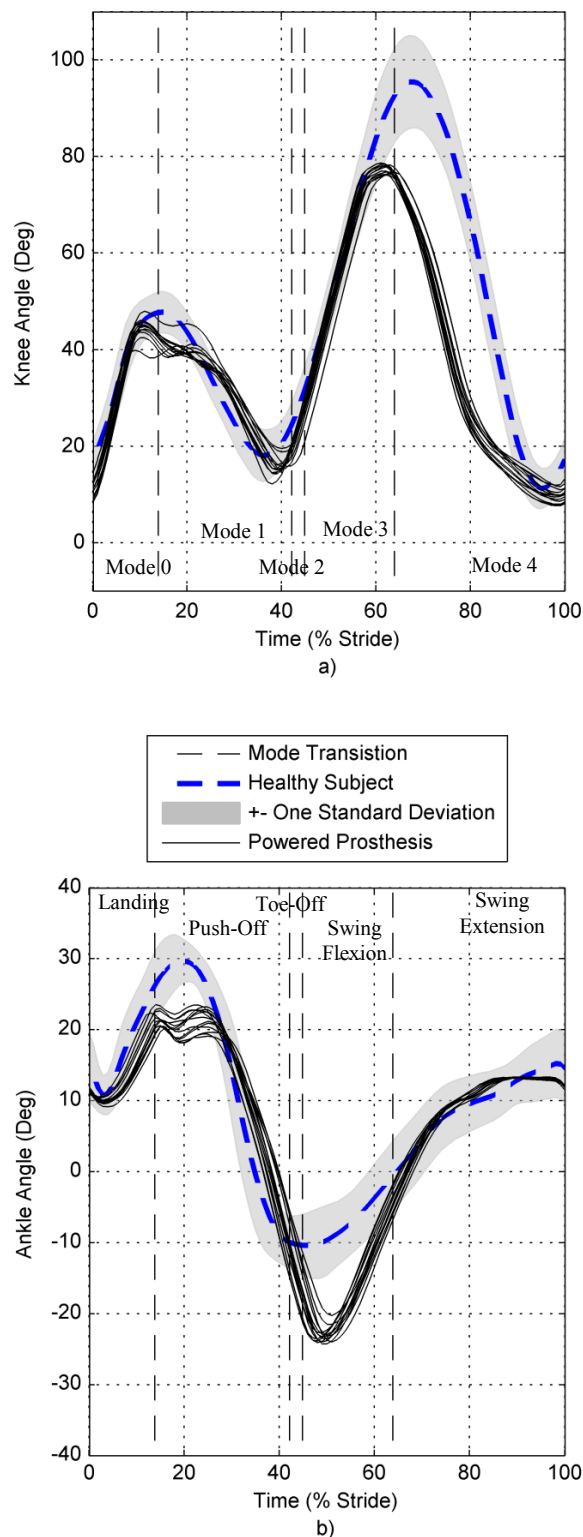 100
80
60
40
20
0
Knee Angle (Deg)
Mode 0
Mode 1
Mode 2
Mode 3
Mode 4
0 20 40 60 80 100
Time (% Stride)
a)
Mode Transistion
Healthy Subject
+- One Standard Deviation
Powered Prosthesis
40
30
20
10
0
-10
-20
-30
-40
Ankle Angle (Deg)
Landing
Push-Off
Toe-Off
Swing
Flexion
Swing
Extension
0 20 40 60 80 100
Time (% Stride)
b)